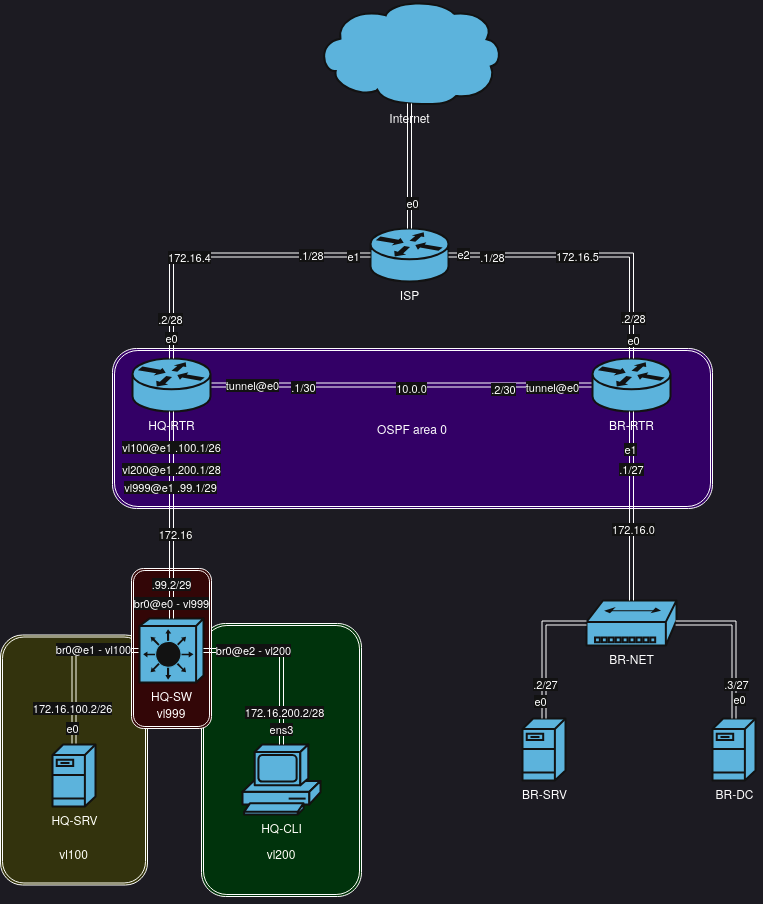 Internet
e0
172.16.4
.1/28
e1
e2
.1/28
172.16.5
ISP
.2/28
e0
.2/28
e0
tunnel@e0
.1/30
10.0.0
.2/30
tunnel@e0
HQ-RTR
OSPF area 0
BR-RTR
vl100@e1 .100.1/26
vl200@e1 .200.1/28
vl999@e1 .99.1/29
e1
.1/27
172.16
172.16.0
.99.2/29
br0@e0 - vl999
br0@e1 - vl100
br0@e2 - vl200
HQ-SW
vl999
BR-NET
172.16.100.2/26
e0
172.16.200.2/28
ens3
.2/27
e0
.3/27
e0
HQ-SRV
HQ-CLI
BR-SRV
BR-DC
vl100
vl200